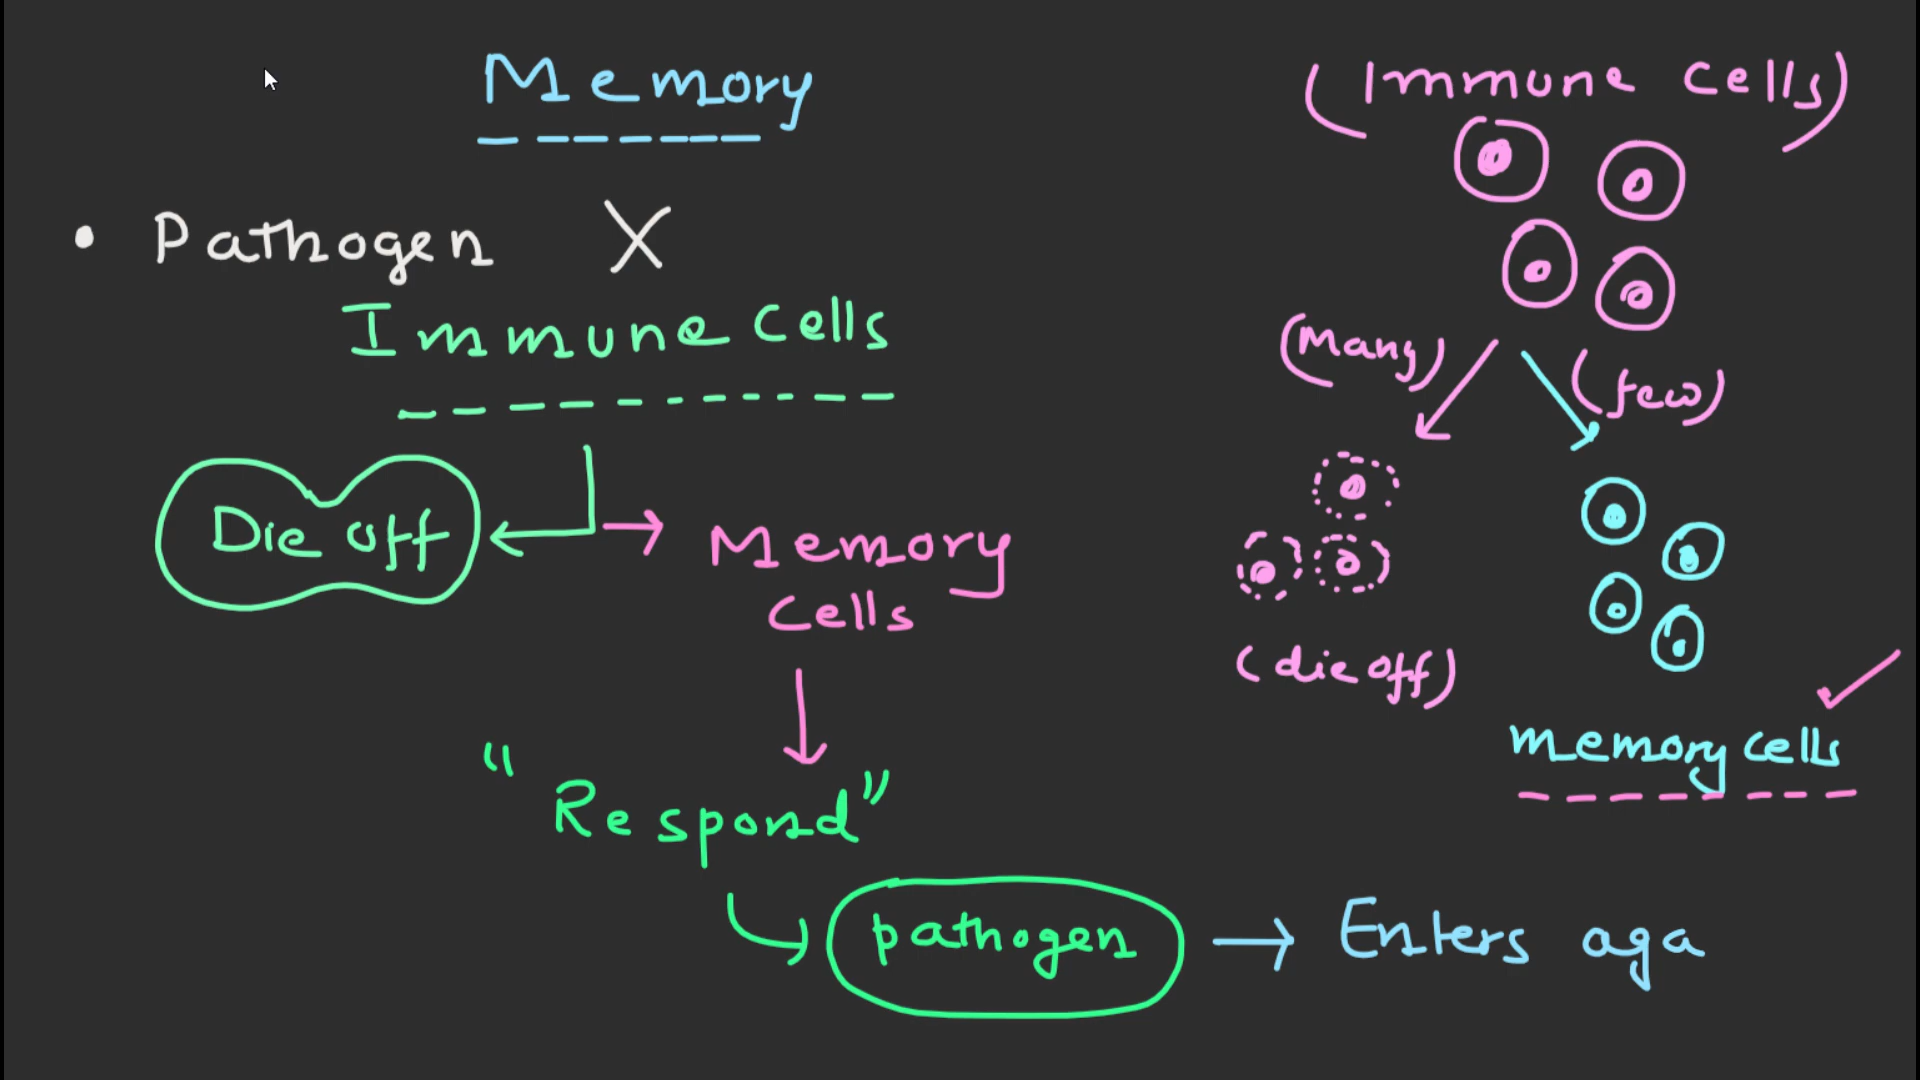 Memory
• Pathogen X
Immune cells
Die off
Memory
cells
"Respond"
pathogen → Enters aga
(Immune cells)
(Many)
(few)
(die off)
memory cells